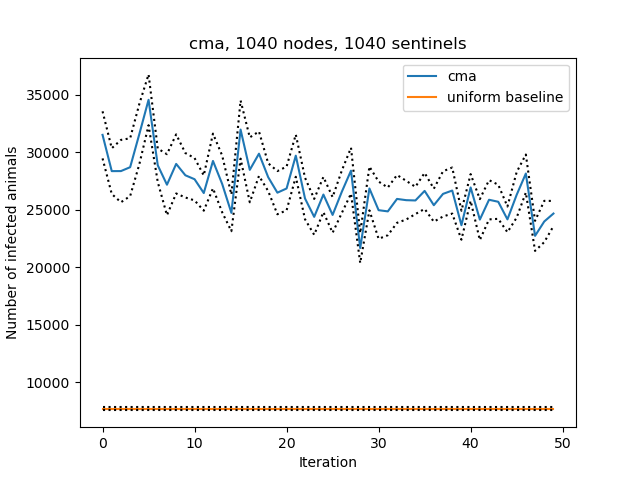 cma, 1040 nodes, 1040 sentinels
cma
uniform baseline
Number of infected animals
35000
30000
25000
20000
15000
10000
0
10
20
30
40
50
Iteration